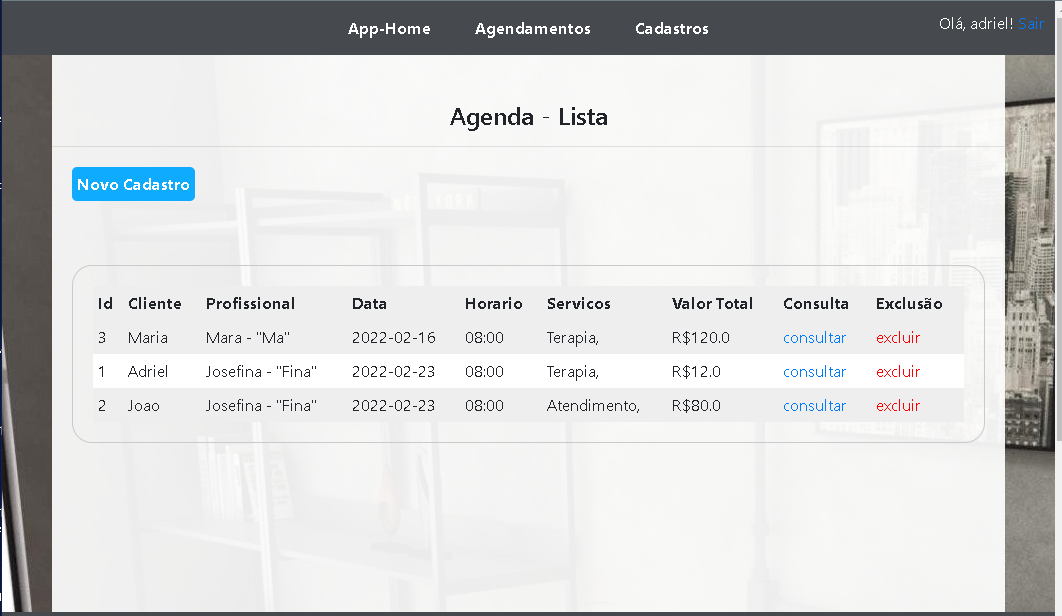 App-Home Agendamentos Cadastros Olá, adriel! Sair
Agenda - Lista
Novo Cadastro
Id Cliente Profissional Data Horario Servicos Valor Total Consulta Exclusão
3 Maria Mara - "Ma" 2022-02-16 08:00 Terapia, R$120.0 consultar excluir
1 Adriel Josefina - "Fina" 2022-02-23 08:00 Terapia, R$12.0 consultar excluir
2 Joao Josefina - "Fina" 2022-02-23 08:00 Atendimento, R$80.0 consultar excluir